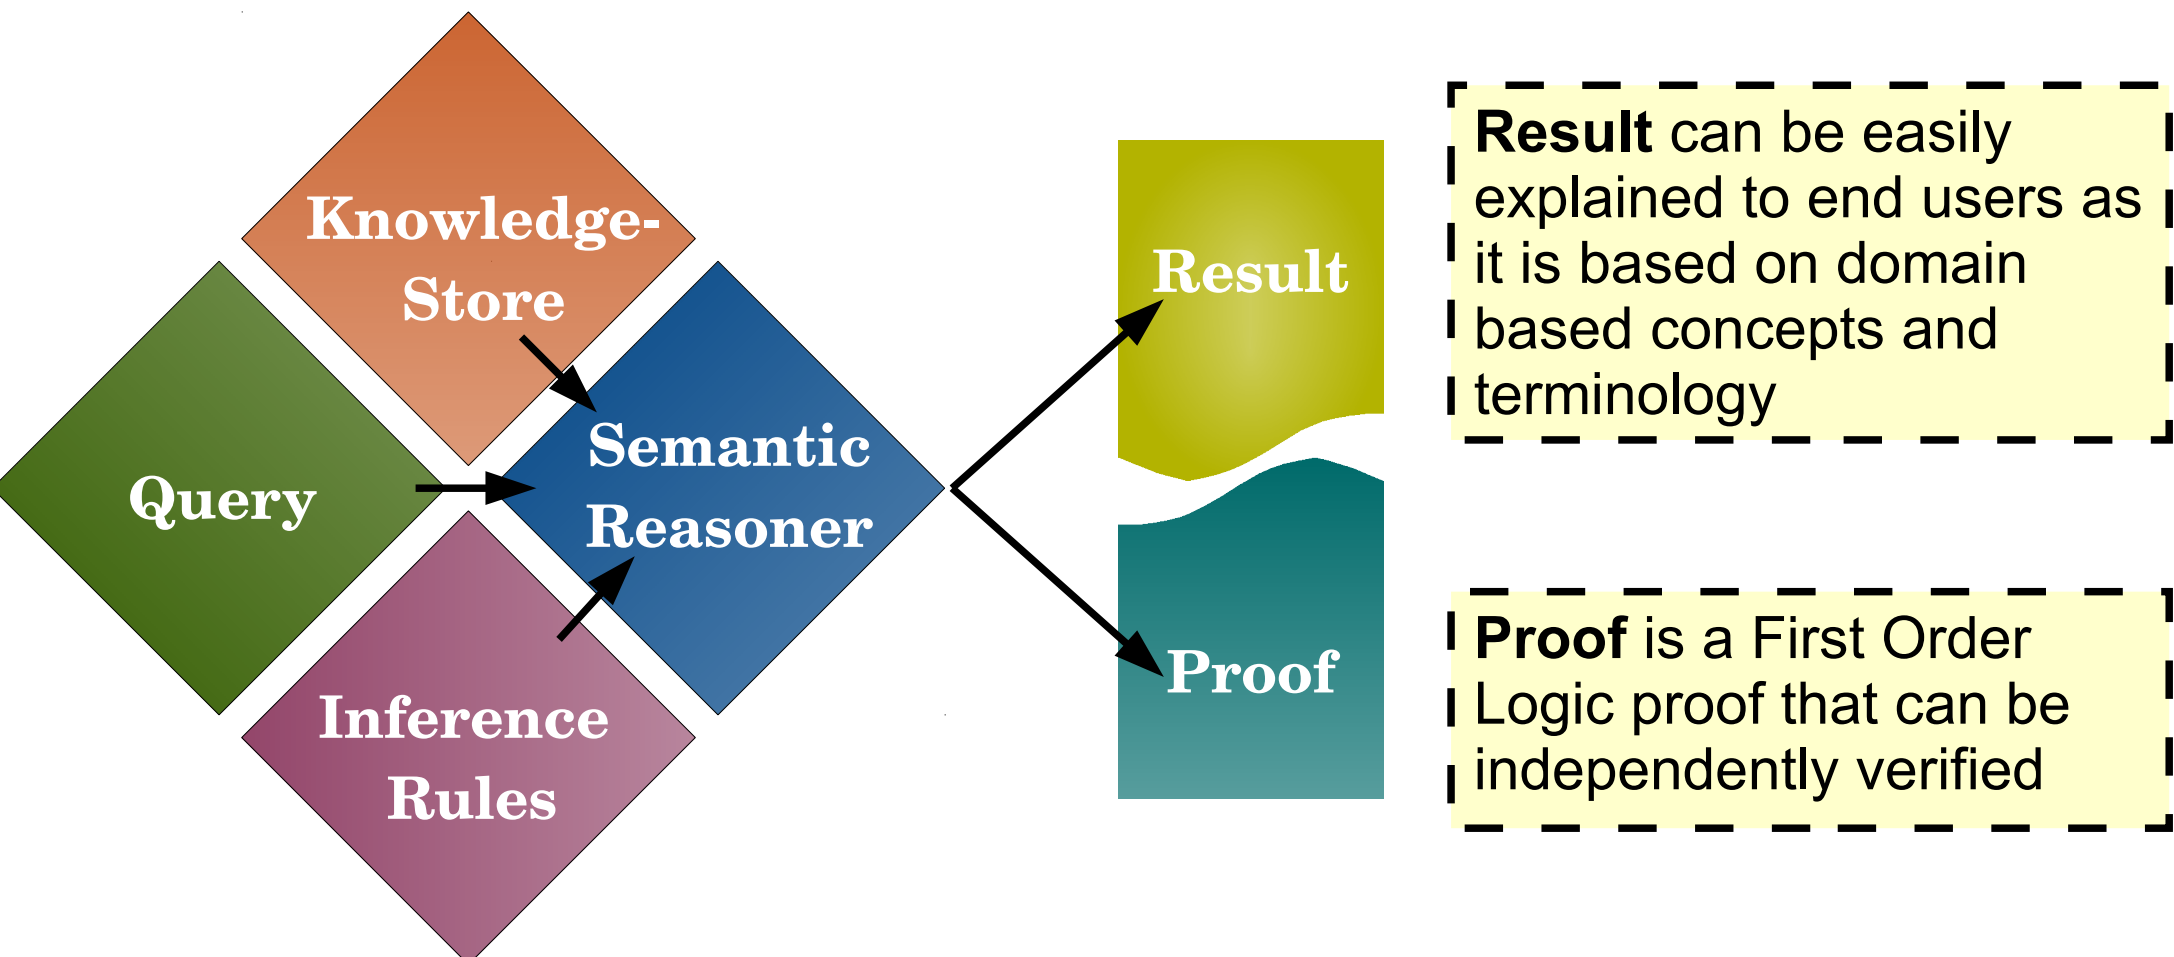 Knowledge-
Store
Query
Semantic
Reasoner
Inference
Rules
Result
Proof
Result can be easily
explained to end users as
it is based on domain
based concepts and
terminology
Proof is a First Order
Logic proof that can be
independently verified